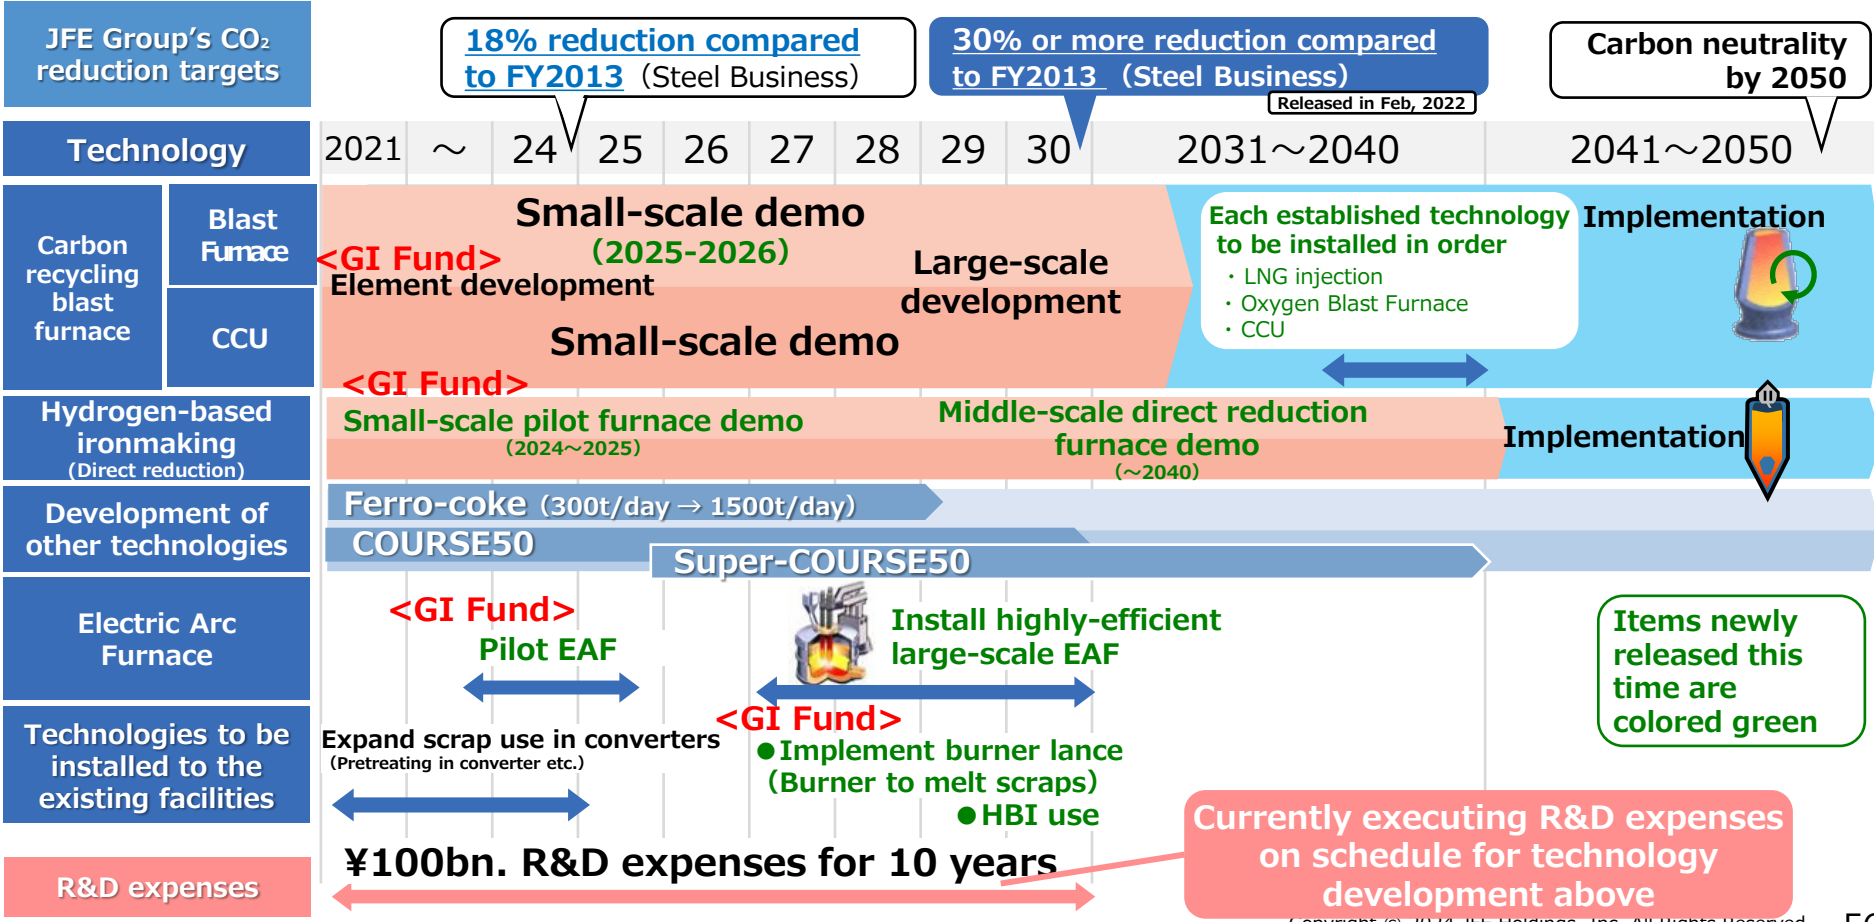 JFE Group's CO₂
reduction targets
18% reduction compared
to FY2013（Steel Business）
30% or more reduction compared
to FY2013（Steel Business）
Released in Feb, 2022
Carbon neutrality
by 2050
Technology
2021 ～ 24 25 26 27 28 29 30 2031～2040 2041～2050
Carbon
recycling
blast
furnace
Blast
Furnace
CCU
Small-scale demo
（2025-2026）
<GI Fund>
Element development
Large-scale
development
Small-scale demo
<GI Fund>
Each established technology
to be installed in order
・LNG injection
・Oxygen Blast Furnace
・CCU
Implementation
Hydrogen-based
ironmaking
(Direct reduction)
Small-scale pilot furnace demo
(2024～2025)
Middle-scale direct reduction
furnace demo
(～2040)
Implementation
Development of
other technologies
Ferro-coke（300t/day → 1500t/day）
COURSE50
Super-COURSE50
Electric Arc
Furnace
<GI Fund>
Pilot EAF
Install highly-efficient
large-scale EAF
Items newly
released this
time are
colored green
Technologies to be
installed to the
existing facilities
Expand scrap use in converters
（Pretreating in converter etc.）
<GI Fund>
●Implement burner lance
（Burner to melt scraps）
●HBI use
R&D expenses
¥100bn. R&D expenses for 10 years
Currently executing R&D expenses
on schedule for technology
development above